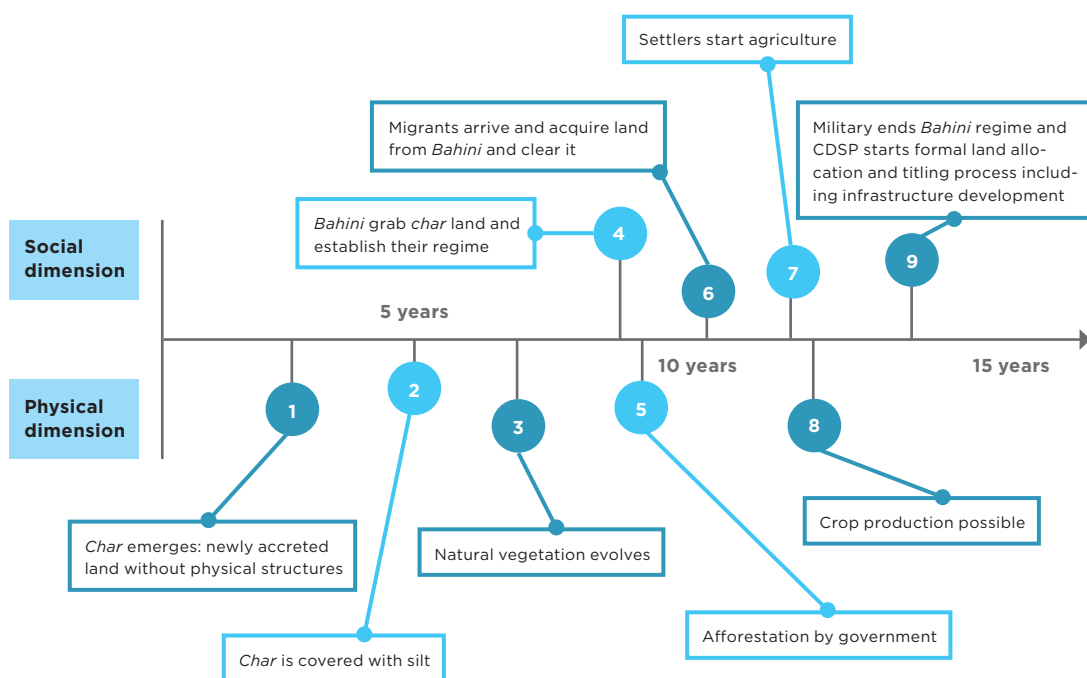 Settlers start agriculture
Migrants arrive and acquire land
from Bahini and clear it
Military ends Bahini regime and
CDSP starts formal land allo-
cation and titling process includ-
ing infrastructure development
Bahini grab char land and
establish their regime
Social
dimension
4
6
7
9
5 years
10 years
15 years
Physical
dimension
1
2
3
5
8
Char emerges: newly accreted
land without physical structures
Natural vegetation evolves
Crop production possible
Char is covered with silt
Afforestation by government